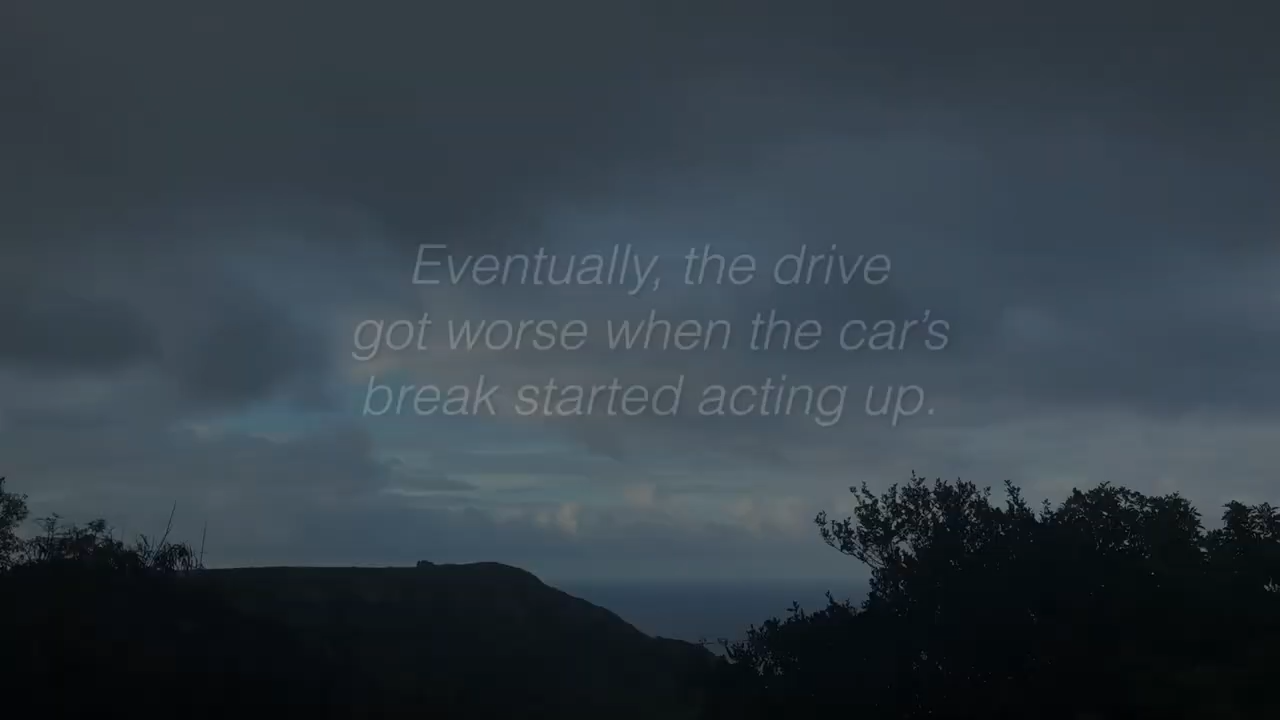 Eventually, the drive
got worse when the car’s
break started acting up.